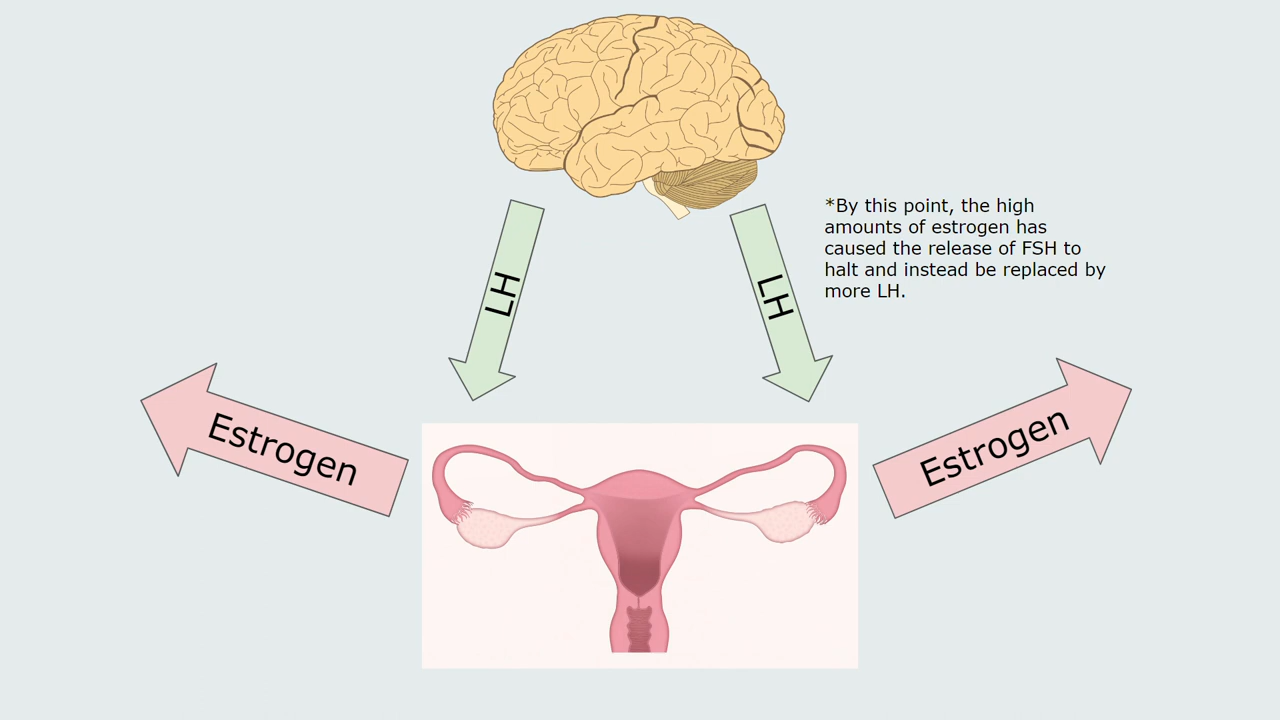 *By this point, the high
amounts of estrogen has
caused the release of FSH to
halt and instead be replaced by
more LH.
LH
LH
Estrogen
Estrogen